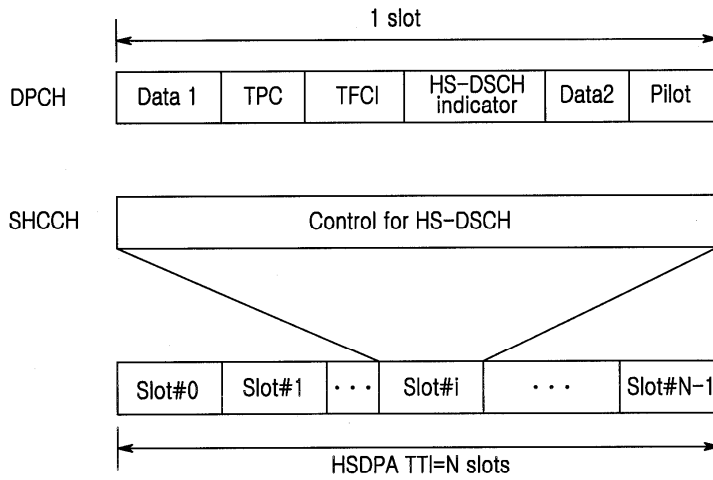 1 slot
DPCH
Data 1
TPC
TFCI
HS-DSCH
indicator
Data2
Pilot
SHCCH
Control for HS-DSCH
Slot#0
Slot#1
···
Slot#i
···
Slot#N-1
HSDPA TTI=N slots